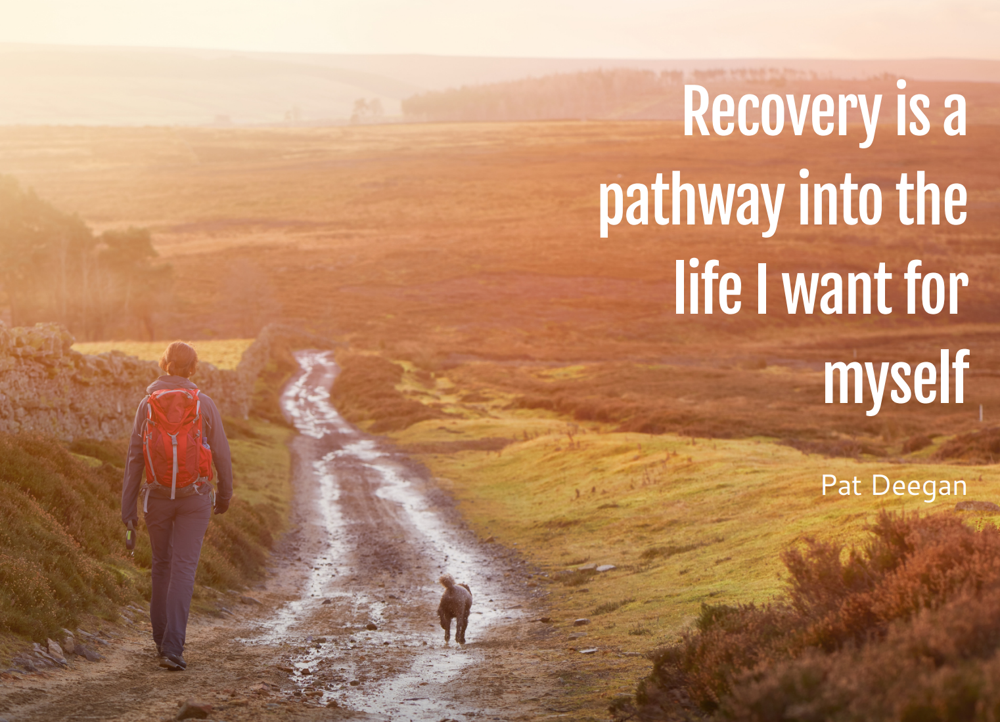 Recovery is a
pathway into the
life I want for
myself
Pat Deegan